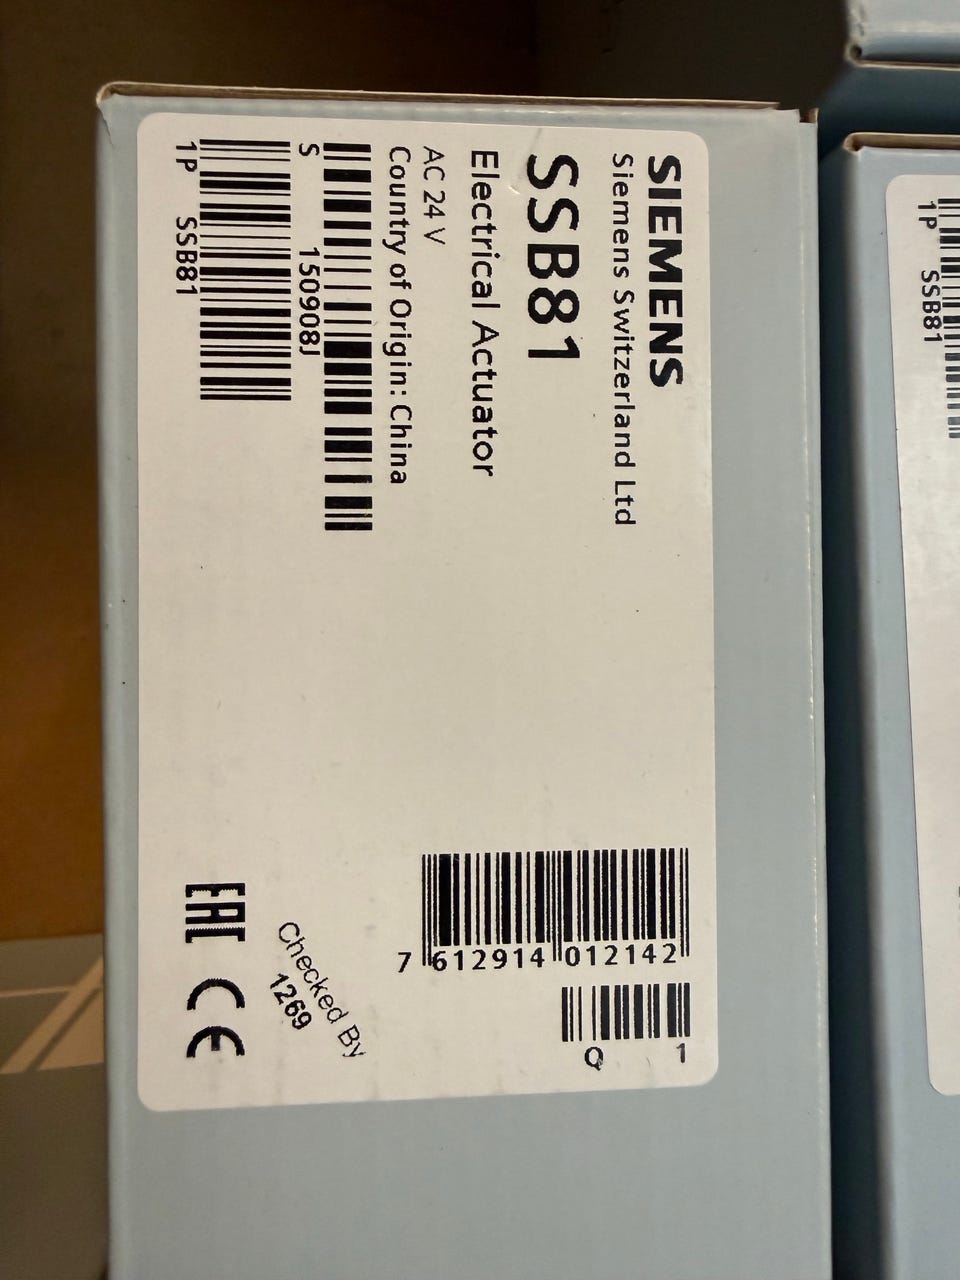 SIEMENS
Siemens Switzerland Ltd
SSB81
Electrical Actuator
AC 24 V
Country of Origin: China
S 150908J
1P SSB81
7 612914 012142
Q 1
Checked By
1269
EAC CE
1P SSB81